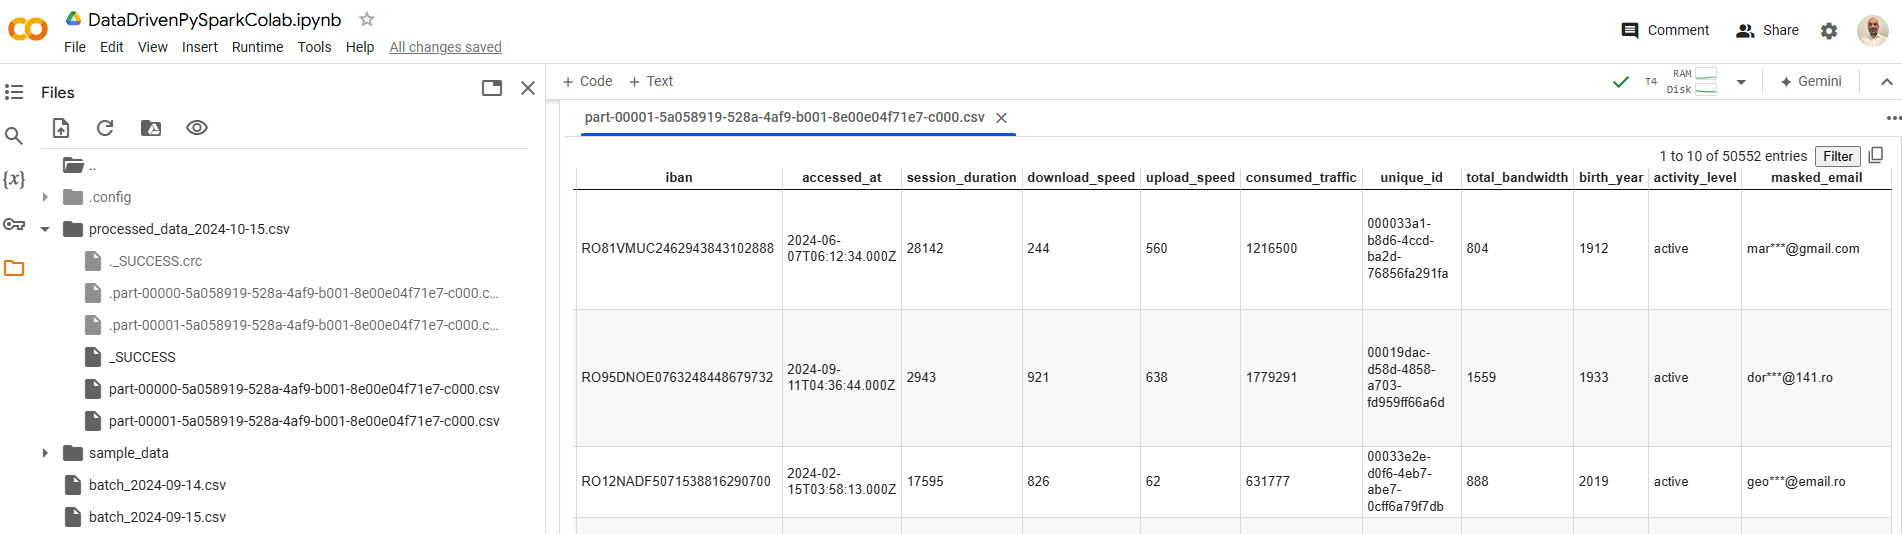 DataDrivenPySparkColab.ipynb
File Edit View Insert Runtime Tools Help All changes saved
Comment Share
Files
+ Code + Text
T4 RAM
Disk
Gemini
part-00001-5a058919-528a-4af9-b001-8e00e04f71e7-c000.csv
..
.config
processed_data_2024-10-15.csv
._SUCCESS.crc
.part-00000-5a058919-528a-4af9-b001-8e00e04f71e7-c000.c...
.part-00001-5a058919-528a-4af9-b001-8e00e04f71e7-c000.c...
_SUCCESS
part-00000-5a058919-528a-4af9-b001-8e00e04f71e7-c000.csv
part-00001-5a058919-528a-4af9-b001-8e00e04f71e7-c000.csv
sample_data
batch_2024-09-14.csv
batch_2024-09-15.csv
{x}
1 to 10 of 50552 entries Filter
iban accessed_at session_duration download_speed upload_speed consumed_traffic unique_id total_bandwidth birth_year activity_level masked_email
RO81VMUC2462943843102888 2024-06-07T06:12:34.000Z 28142 244 560 1216500 000033a1-b8d6-4ccd-ba2d-76856fa291fa 804 1912 active mar***@gmail.com
RO95DNOE0763248448679732 2024-09-11T04:36:44.000Z 2943 921 638 1779291 00019dac-d58d-4858-a703-fd959ff66a6d 1559 1933 active dor***@141.ro
RO12NADF5071538816290700 2024-02-15T03:58:13.000Z 17595 826 62 631777 00033e2e-d0f6-4eb7-abe7-0cff6a79f7db 888 2019 active geo***@email.ro